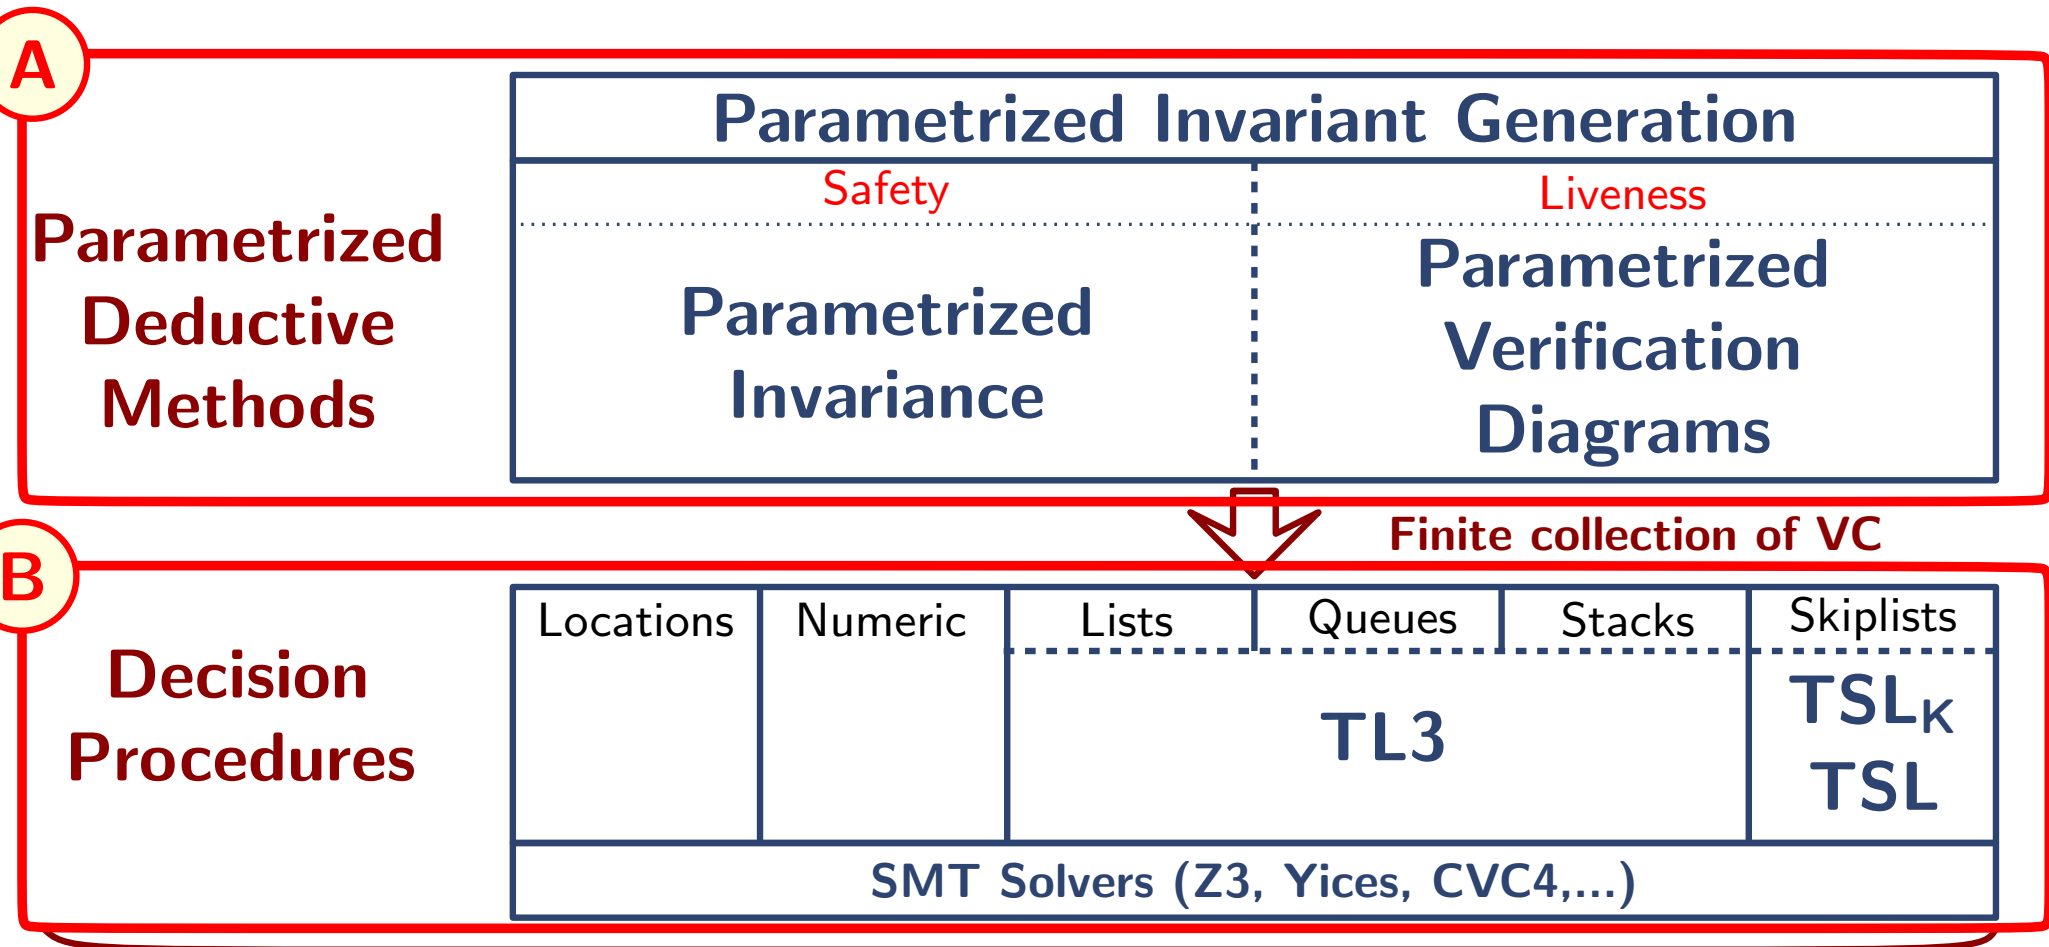 A
Parametrized Invariant Generation
Safety
Liveness
Parametrized
Deductive
Methods
Parametrized
Invariance
Parametrized
Verification
Diagrams
Finite collection of VC
B
Locations
Numeric
Lists
Queues
Stacks
Skiplists
Decision
Procedures
TL3
TSL_K
TSL
SMT Solvers (Z3, Yices, CVC4,...)